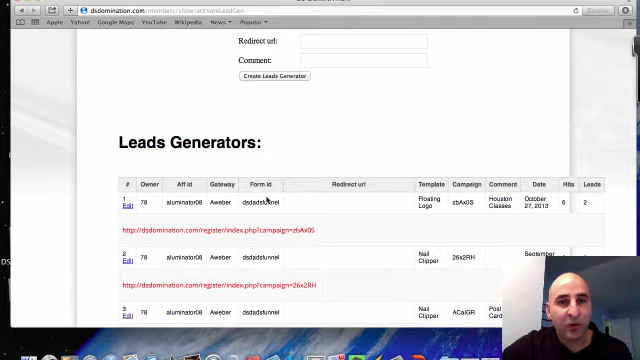 dsdomination.com/members/show/activateLeadGen
Reader
Apple Yahoo! Google Maps YouTube Wikipedia News Popular
Redirect url:
Comment:
Create Leads Generator
Leads Generators:
# Owner Aff Id Gateway Form Id Redirect url Template Campaign Comment Date Hits Leads
1 Edit 78 aluminator08 Aweber dsdadsfunnel Floating Logo zbAx0S Houston Classes October 27, 2013 6 2
http://dsdomination.com/register/index.php?campaign=zbAx0S
2 Edit 78 aluminator08 Aweber dsdadsfunnel Nail Clipper 26x2RH September
http://dsdomination.com/register/index.php?campaign=26x2RH
3 Edit 78 aluminator08 Aweber dsdadsfunnel Nail Clipper ACaIGR Post Card